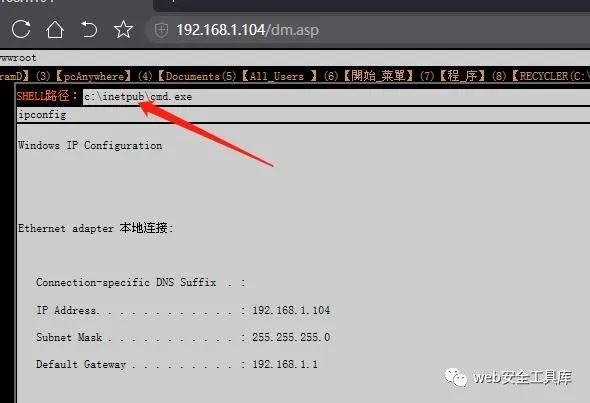 192.168.1.104/dm.asp
wwwroot
ramD】(3)【pcAnywhere】(4)【Documents(5)【All_Users 】(6)【開始_菜單】(7)【程_序】(8)【RECYCLER(C:\
SHELL路径： c:\inetpub\cmd.exe
ipconfig
Windows IP Configuration
Ethernet adapter 本地连接:
Connection-specific DNS Suffix . :
IP Address. . . . . . . . . . . . : 192.168.1.104
Subnet Mask . . . . . . . . . . . : 255.255.255.0
Default Gateway . . . . . . . . . : 192.168.1.1
web安全工具库